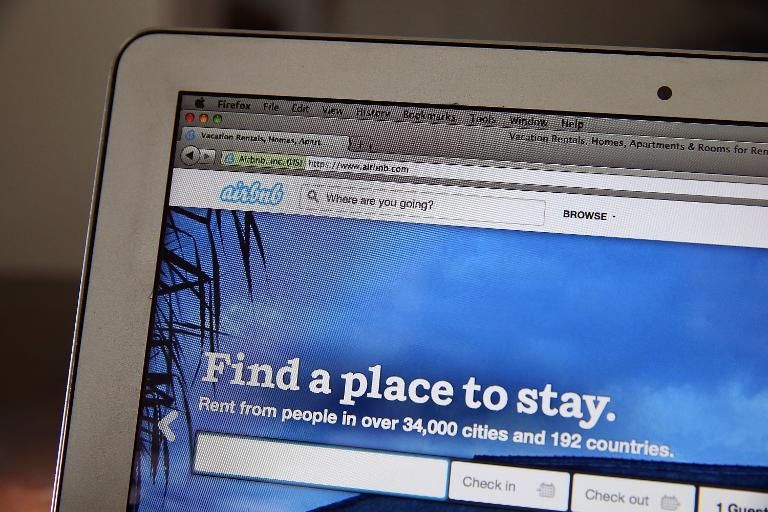 Firefox File Edit View History Bookmarks Tools Window Help
Vacation Rentals, Homes, Apartments & Rooms for Ren
Vacation Rentals, Homes, Apart...
Airbnb, Inc. (US) https://www.airbnb.com
airbnb Where are you going? BROWSE
Find a place to stay.
Rent from people in over 34,000 cities and 192 countries.
Check in Check out 1 Guest